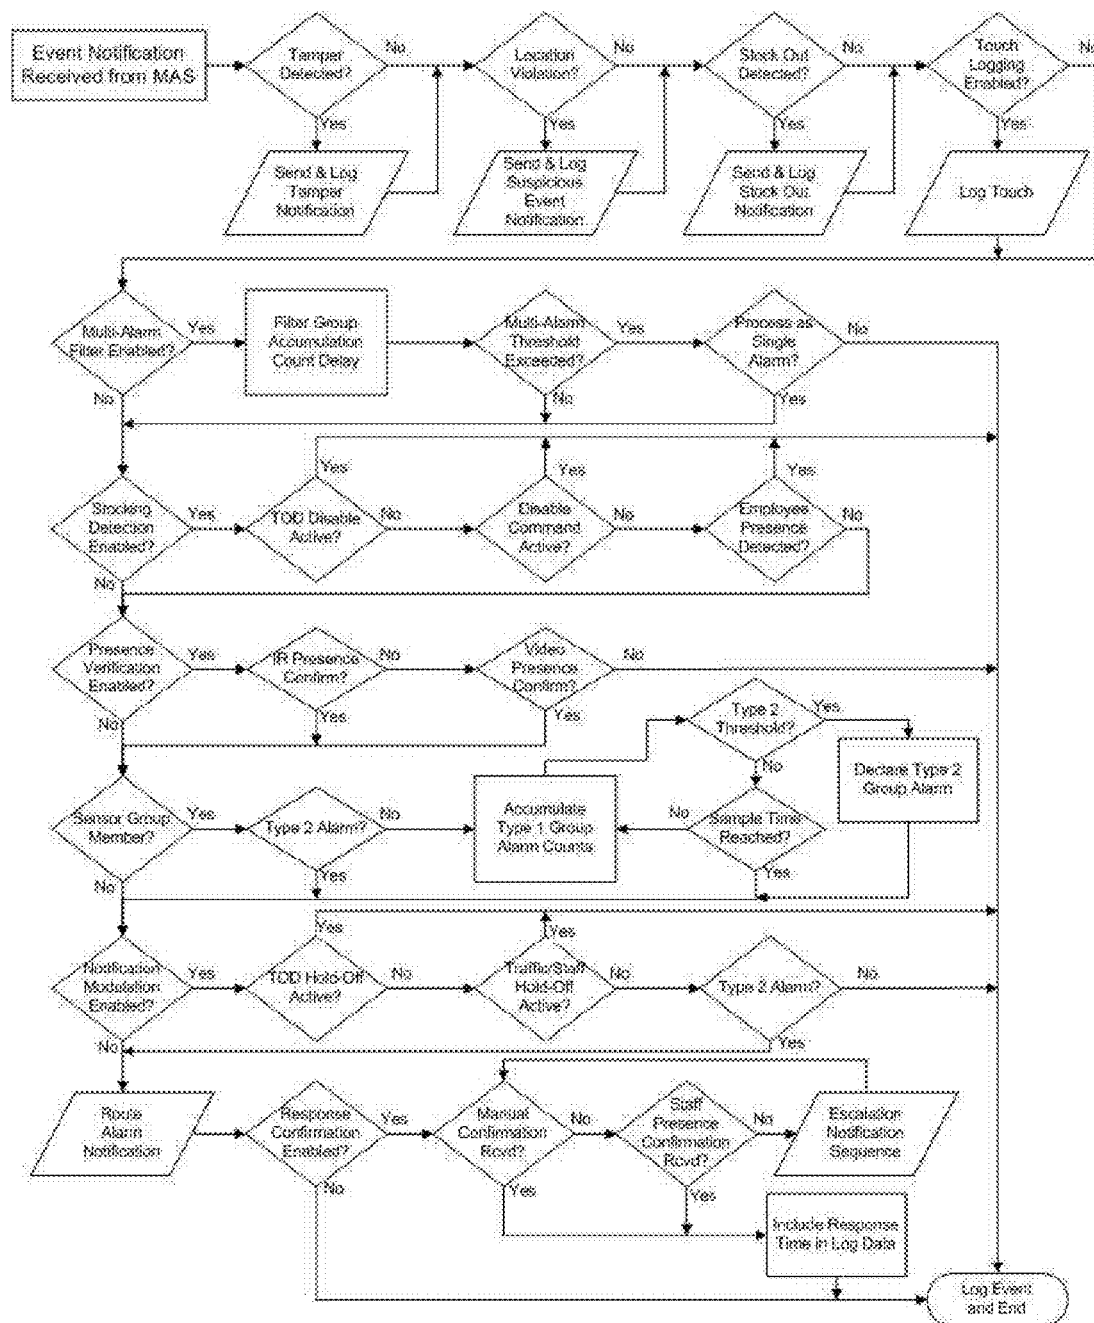 Event Notification
Received from MAS
Tamper
Detected?
No
Yes
Send & Log
Tamper
Notification
Location
Violation?
No
Yes
Send & Log
Suspicious
Event
Notification
Stock Out
Detected?
No
Yes
Send & Log
Stock Out
Notification
Touch
Logging
Enabled?
No
Yes
Log Touch
Multi-Alarm
Filter Enabled?
Yes
No
Filter Group
Accumulation
Count Delay
Multi-Alarm
Threshold
Exceeded?
Yes
No
Process as
Single
Alarm?
No
Yes
Stocking
Detection
Enabled?
Yes
No
TOD Disable
Active?
Yes
No
Disable
Command
Active?
Yes
No
Employee
Presence
Detected?
Yes
No
Presence
Verification
Enabled?
Yes
No
IR Presence
Confirm?
No
Yes
Video
Presence
Confirm?
No
Yes
Type 2
Threshold?
Yes
No
Declare Type 2
Group Alarm
Sensor Group
Member?
Yes
No
Type 2 Alarm?
No
Yes
Accumulate
Type 1 Group
Alarm Counts
No
Sample Time
Reached?
Yes
Notification
Modulation
Enabled?
Yes
No
TOD Hold-Off
Active?
Yes
No
Traffic/Staff
Hold-Off
Active?
Yes
No
Type 2 Alarm?
No
Yes
Route
Alarm
Notification
Response
Confirmation
Enabled?
Yes
No
Manual
Confirmation
Rcvd?
No
Yes
Staff
Presence
Confirmation
Rcvd?
No
Yes
Escalation
Notification
Sequence
Include Response
Time in Log Data
Log Event
and End